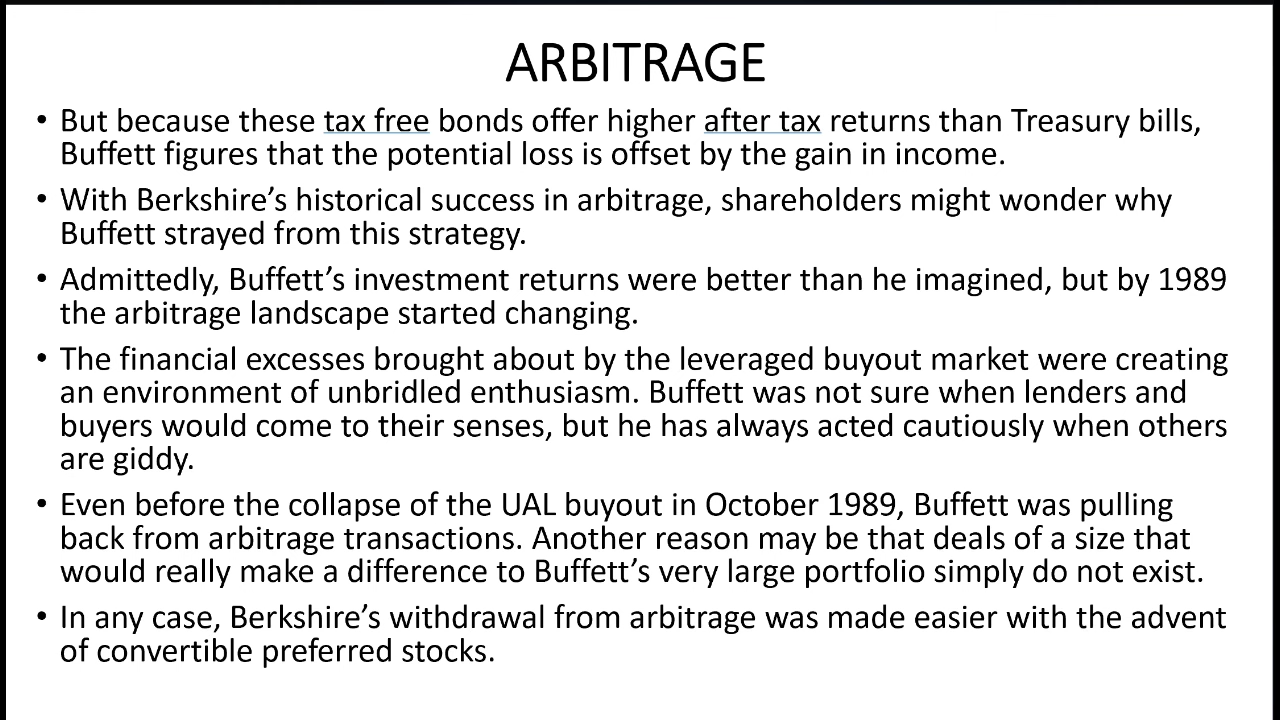 ARBITRAGE
• But because these tax free bonds offer higher after tax returns than Treasury bills,
Buffett figures that the potential loss is offset by the gain in income.
• With Berkshire’s historical success in arbitrage, shareholders might wonder why
Buffett strayed from this strategy.
• Admittedly, Buffett’s investment returns were better than he imagined, but by 1989
the arbitrage landscape started changing.
• The financial excesses brought about by the leveraged buyout market were creating
an environment of unbridled enthusiasm. Buffett was not sure when lenders and
buyers would come to their senses, but he has always acted cautiously when others
are giddy.
• Even before the collapse of the UAL buyout in October 1989, Buffett was pulling
back from arbitrage transactions. Another reason may be that deals of a size that
would really make a difference to Buffett’s very large portfolio simply do not exist.
• In any case, Berkshire’s withdrawal from arbitrage was made easier with the advent
of convertible preferred stocks.